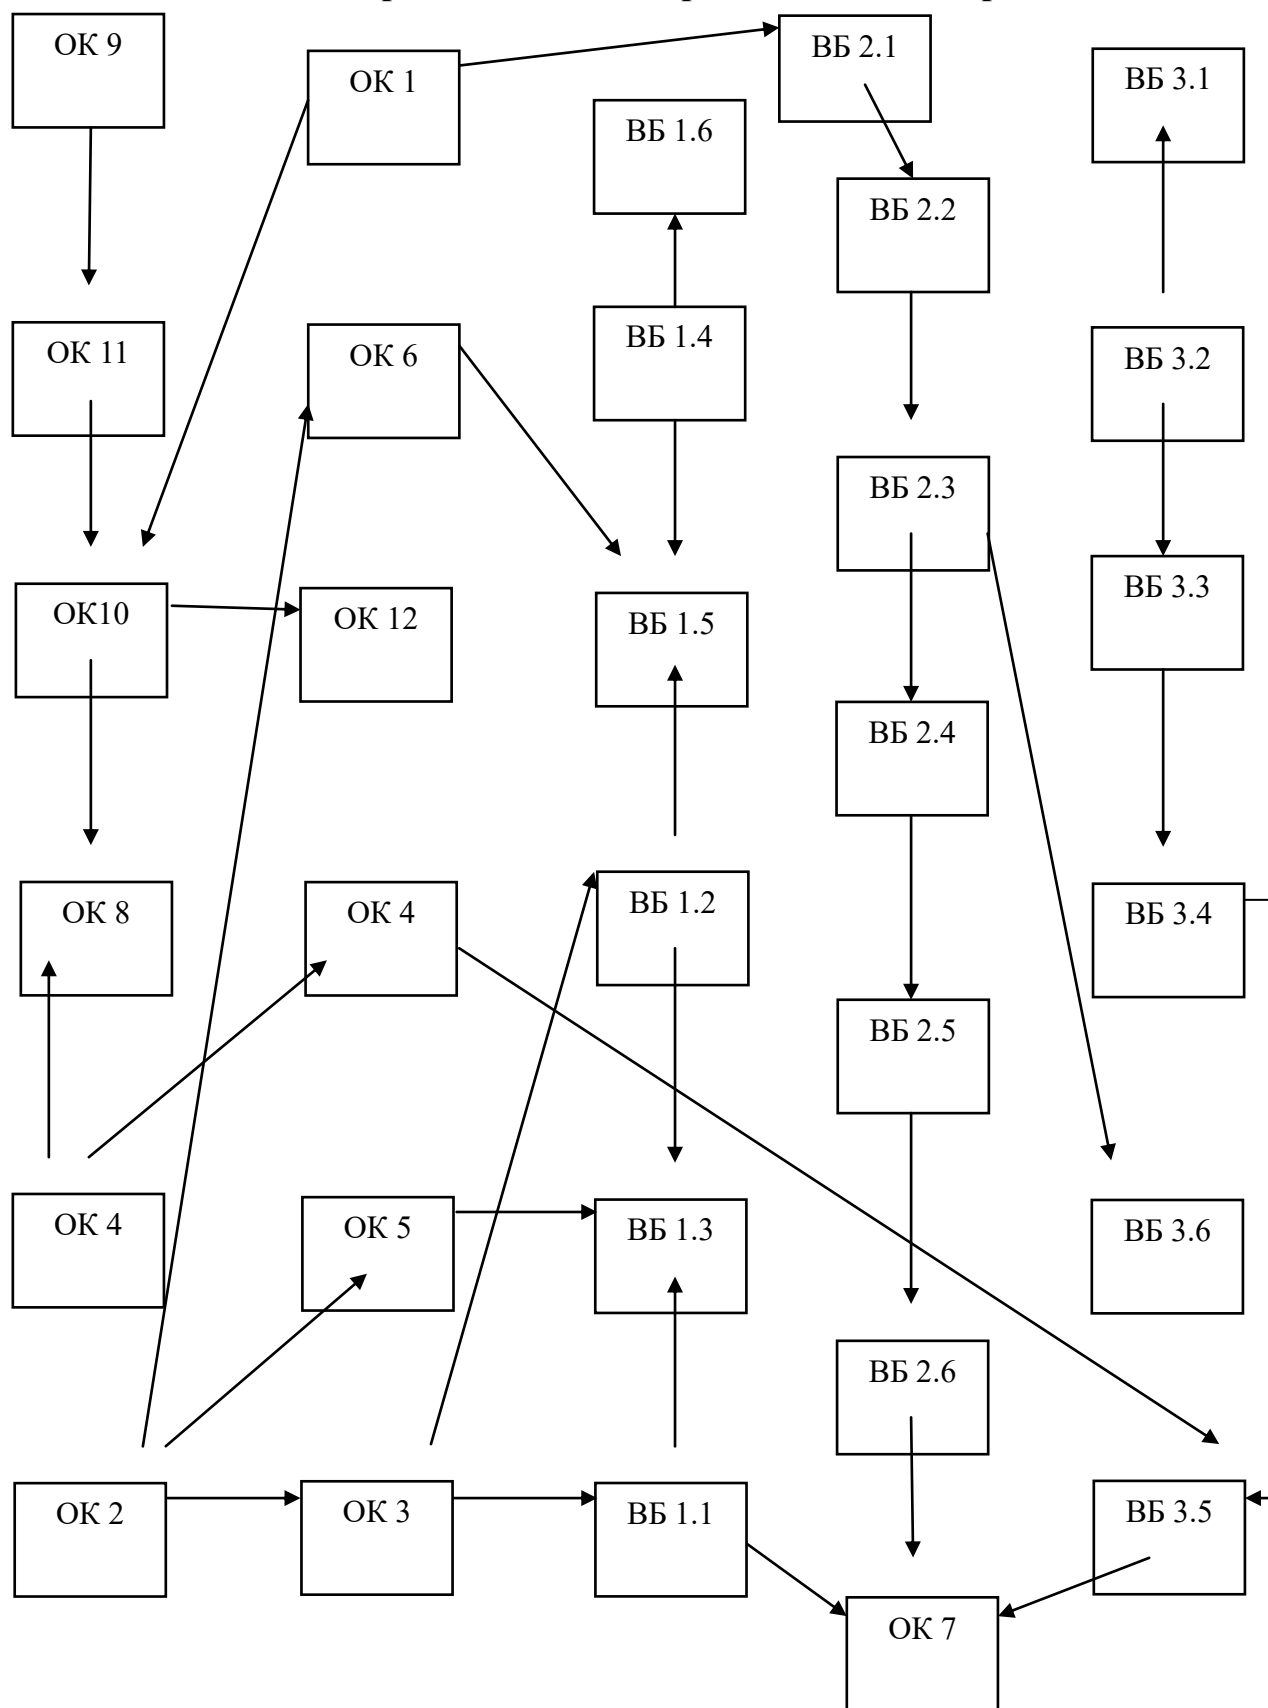 ОК 9
ОК 1
ВБ 2.1
ВБ 3.1
ВБ 1.6
ВБ 2.2
ОК 11
ОК 6
ВБ 1.4
ВБ 3.2
ВБ 2.3
ВБ 3.3
ОК10
ОК 12
ВБ 1.5
ВБ 2.4
ОК 8
ОК 4
ВБ 1.2
ВБ 3.4
ВБ 2.5
ОК 4
ОК 5
ВБ 1.3
ВБ 3.6
ВБ 2.6
ОК 2
ОК 3
ВБ 1.1
ВБ 3.5
ОК 7